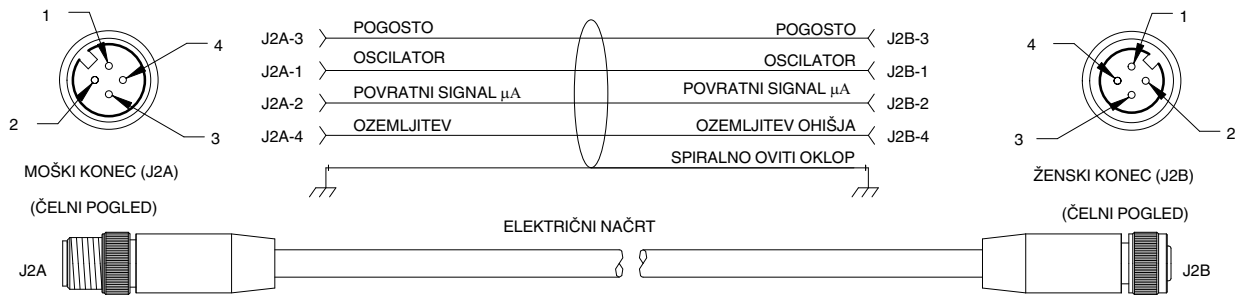 1
4
2
3
MOŠKI KONEC (J2A)
(ČELNI POGLED)
J2A-3 POGOSTO POGOSTO J2B-3
J2A-1 OSCILATOR OSCILATOR J2B-1
J2A-2 POVRATNI SIGNAL µA POVRATNI SIGNAL µA J2B-2
J2A-4 OZEMLJITEV OZEMLJITEV OHIŠJA J2B-4
SPIRALNO OVITI OKLOP
1
4
2
3
ŽENSKI KONEC (J2B)
(ČELNI POGLED)
ELEKTRIČNI NAČRT
J2A
J2B